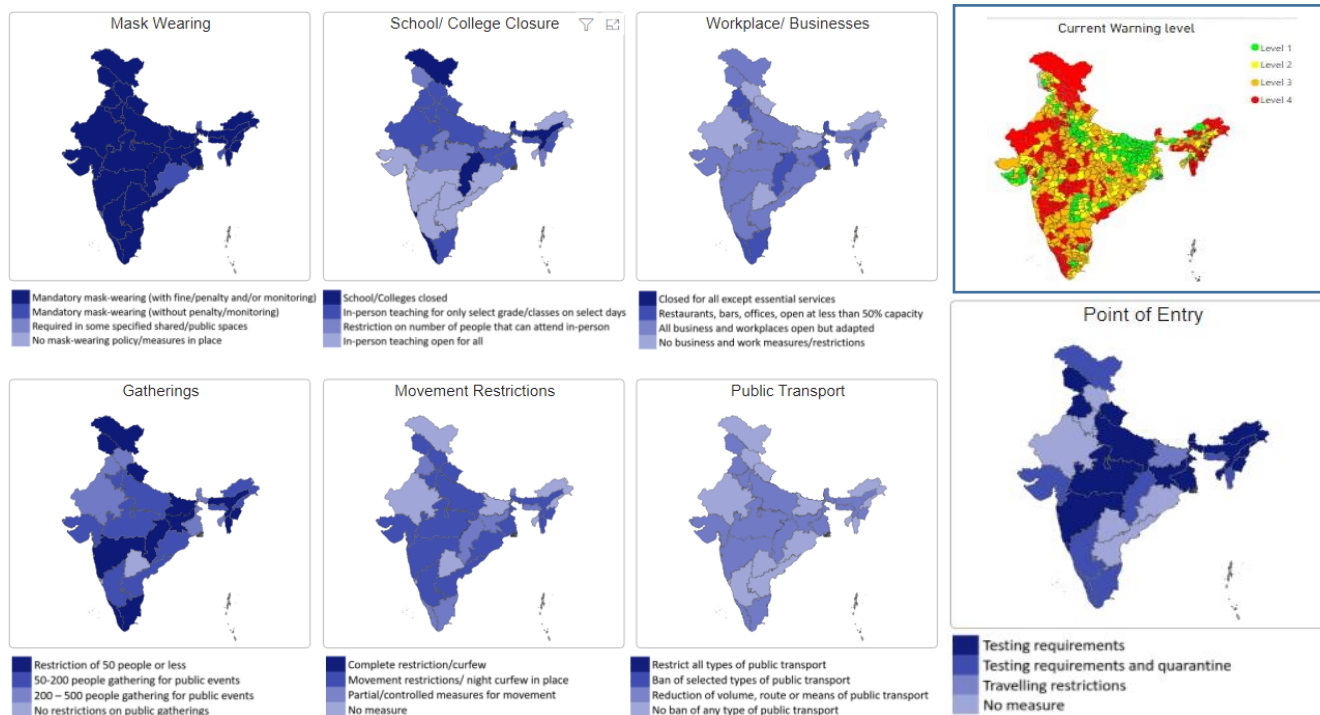 Mask Wearing
Mandatory mask-wearing (with fine/penalty and/or monitoring)
Mandatory mask-wearing (without penalty/monitoring)
Required in some specified shared/public spaces
No mask-wearing policy/measures in place
School/ College Closure
School/Colleges closed
In-person teaching for only select grade/classes on select days
Restriction on number of people that can attend in-person
In-person teaching open for all
Workplace/ Businesses
Closed for all except essential services
Restaurants, bars, offices, open at less than 50% capacity
All business and workplaces open but adapted
No business and work measures/restrictions
Current Warning level
Level 1
Level 2
Level 3
Level 4
Gatherings
Restriction of 50 people or less
50-200 people gathering for public events
200 – 500 people gathering for public events
No restrictions on public gatherings
Movement Restrictions
Complete restriction/curfew
Movement restrictions/ night curfew in place
Partial/controlled measures for movement
No measure
Public Transport
Restrict all types of public transport
Ban of selected types of public transport
Reduction of volume, route or means of public transport
No ban of any type of public transport
Point of Entry
Testing requirements
Testing requirements and quarantine
Travelling restrictions
No measure